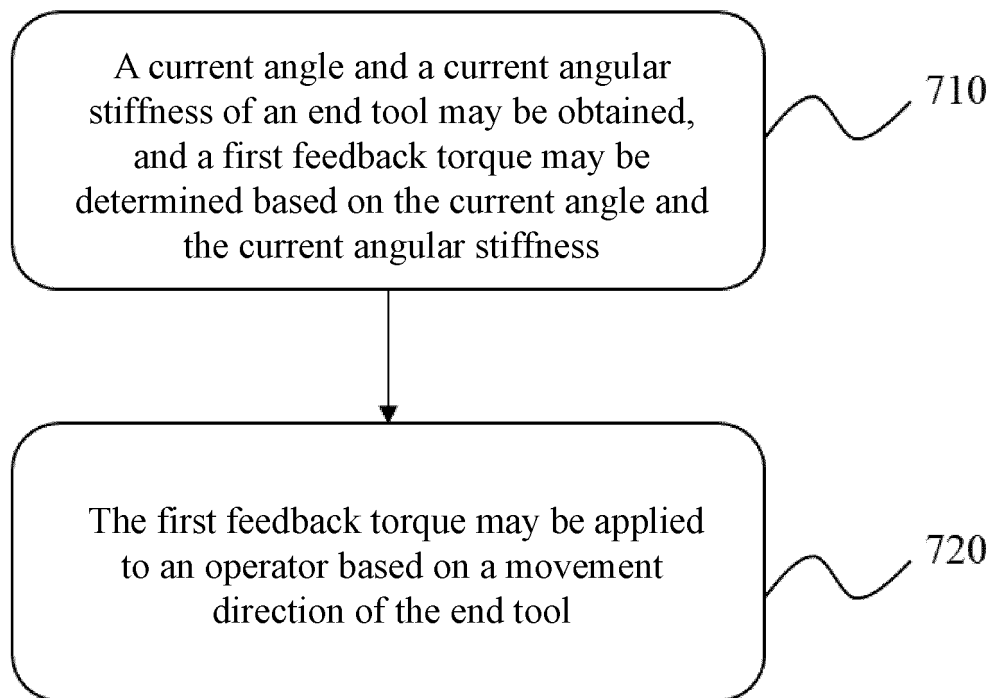 A current angle and a current angular
stiffness of an end tool may be obtained,
and a first feedback torque may be
determined based on the current angle and
the current angular stiffness
710
The first feedback torque may be applied
to an operator based on a movement
direction of the end tool
720